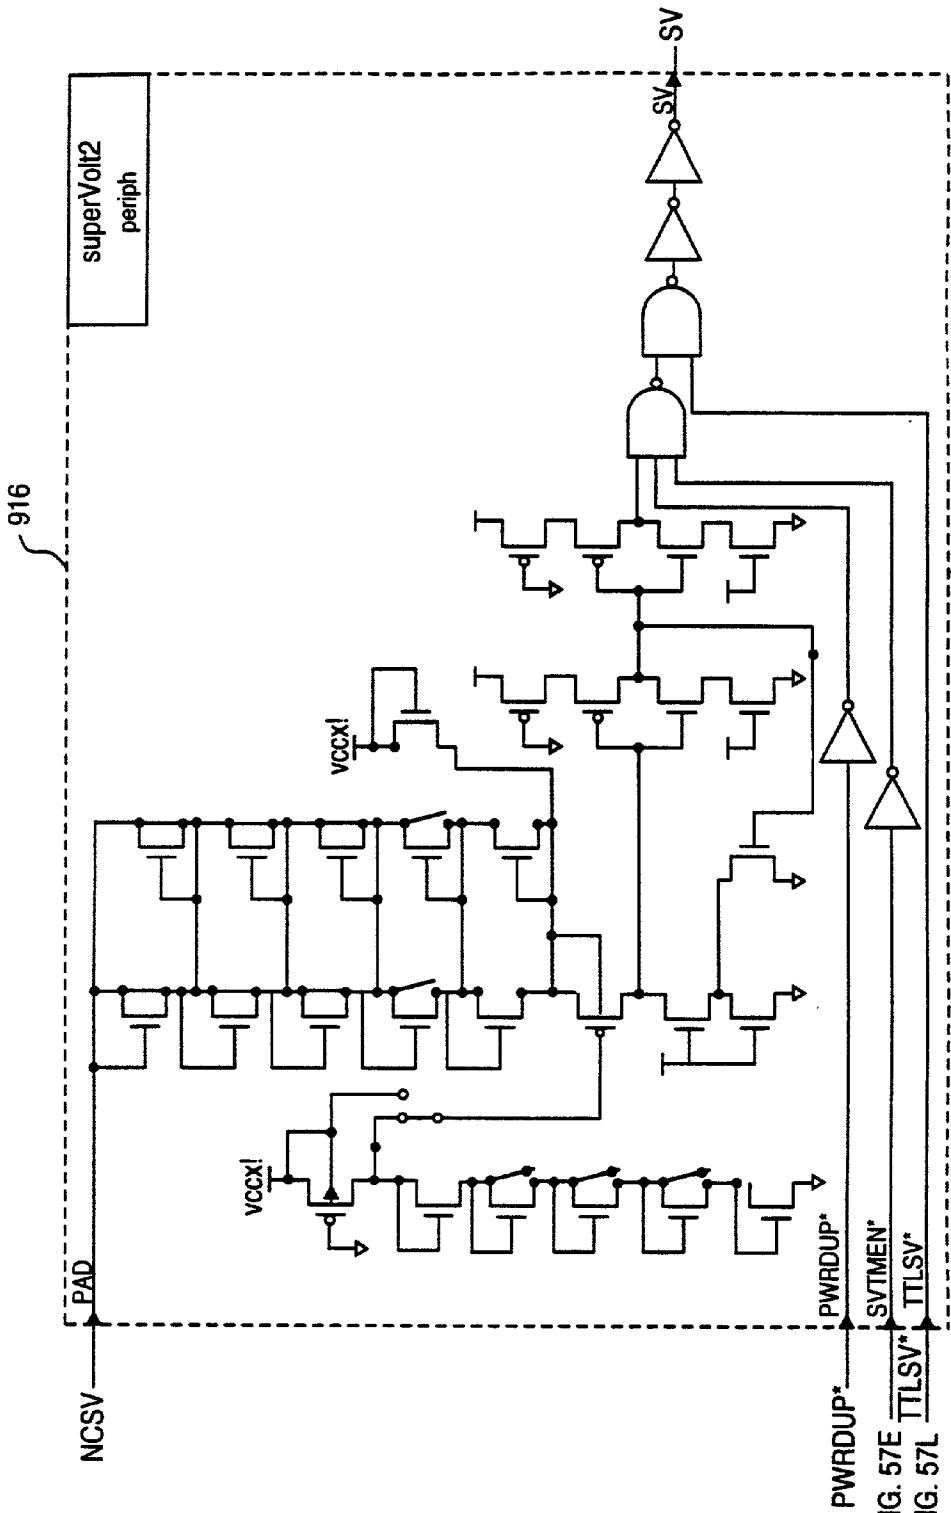 916
superVolt2
periph
SV
SV
vccx!
vccx!
PAD
NCSV
PWRDUP*
PWRDUP*
SVTMEN*
IG. 57E
TTLSV*
TTLSV*
IG. 57L